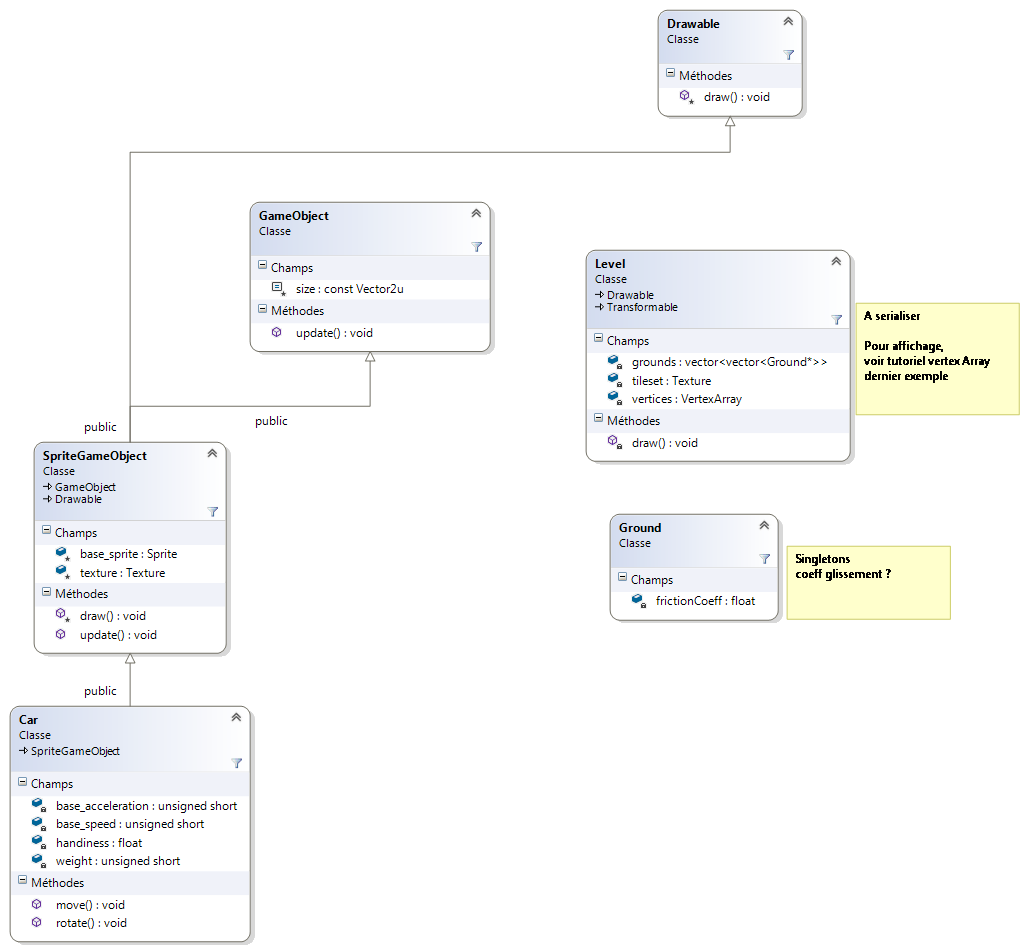 Drawable
Classe
Méthodes
draw() : void
GameObject
Classe
Champs
size : const Vector2u
Méthodes
update() : void
Level
Classe
Drawable
Transformable
Champs
grounds : vector<vector<Ground*>>
tileset : Texture
vertices : VertexArray
Méthodes
draw() : void
A serialiser
Pour affichage,
voir tutoriel vertexArray
dernier exemple
public
public
SpriteGameObject
Classe
GameObject
Drawable
Champs
base_sprite : Sprite
texture : Texture
Méthodes
draw() : void
update() : void
Ground
Classe
Champs
frictionCoeff : float
Singletons
coeff glissement ?
public
Car
Classe
SpriteGameObject
Champs
base_acceleration : unsigned short
base_speed : unsigned short
handiness : float
weight : unsigned short
Méthodes
move() : void
rotate() : void